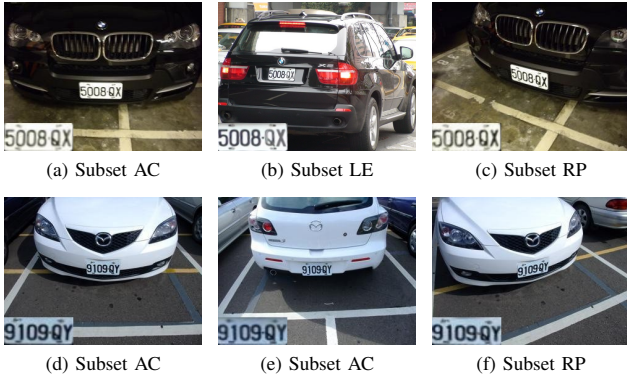 5008·QX
5008·QX
(a) Subset AC
5008·QX
5008·QX
(b) Subset LE
5008·QX
5008·QX
(c) Subset RP
9109·QY
9109·QY
(d) Subset AC
9109·QY
9109·QY
(e) Subset AC
9109·QY
9109·QY
(f) Subset RP